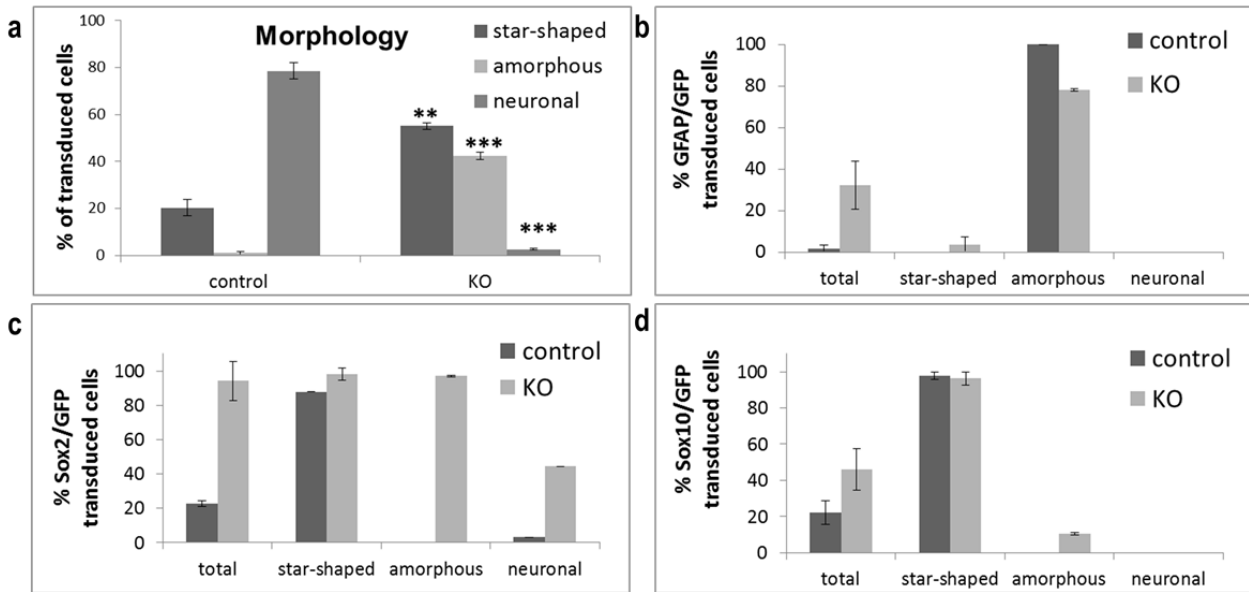 a
Morphology
star-shaped
amorphous
neuronal
% of transduced cells
100
80
60
40
20
0
**
***
***
control
KO
b
control
KO
% GFAP/GFP
transduced cells
100
80
60
40
20
0
total
star-shaped
amorphous
neuronal
c
control
KO
% Sox2/GFP
transduced cells
100
80
60
40
20
0
total
star-shaped
amorphous
neuronal
d
control
KO
% Sox10/GFP
transduced cells
100
80
60
40
20
0
total
star-shaped
amorphous
neuronal